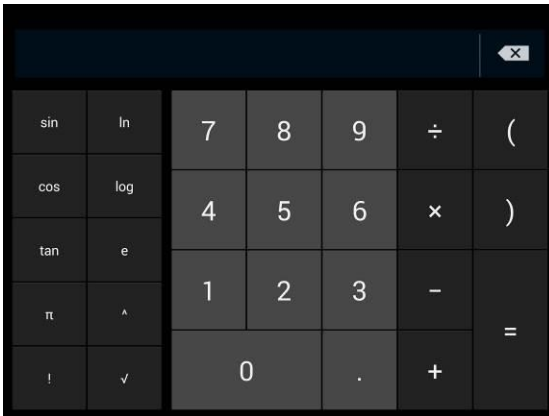 sin ln 7 8 9 ÷ (
cos log 4 5 6 × )
tan e 1 2 3 −
π ^ =
! √ 0 . +